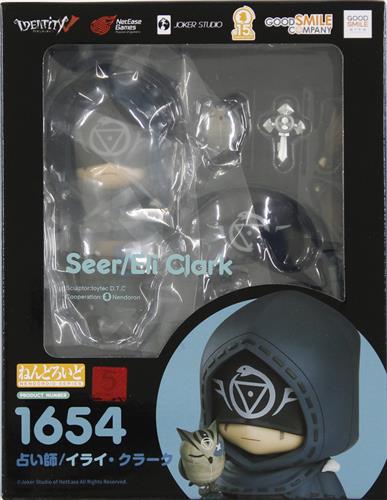 IDENTITY V
NetEase Games
JOKER STUDIO
15
GOOD SMILE COMPANY
GOOD SMILE
Seer/Eli Clark
Sculptor:toytec D.T.C
Cooperation: Nendoron
ねんどろいど
NENDOROID SERIES
PRODUCT NUMBER
5
1654
占い師/イライ・クラーク
©Joker Studio of NetEase All Rights Reserved.